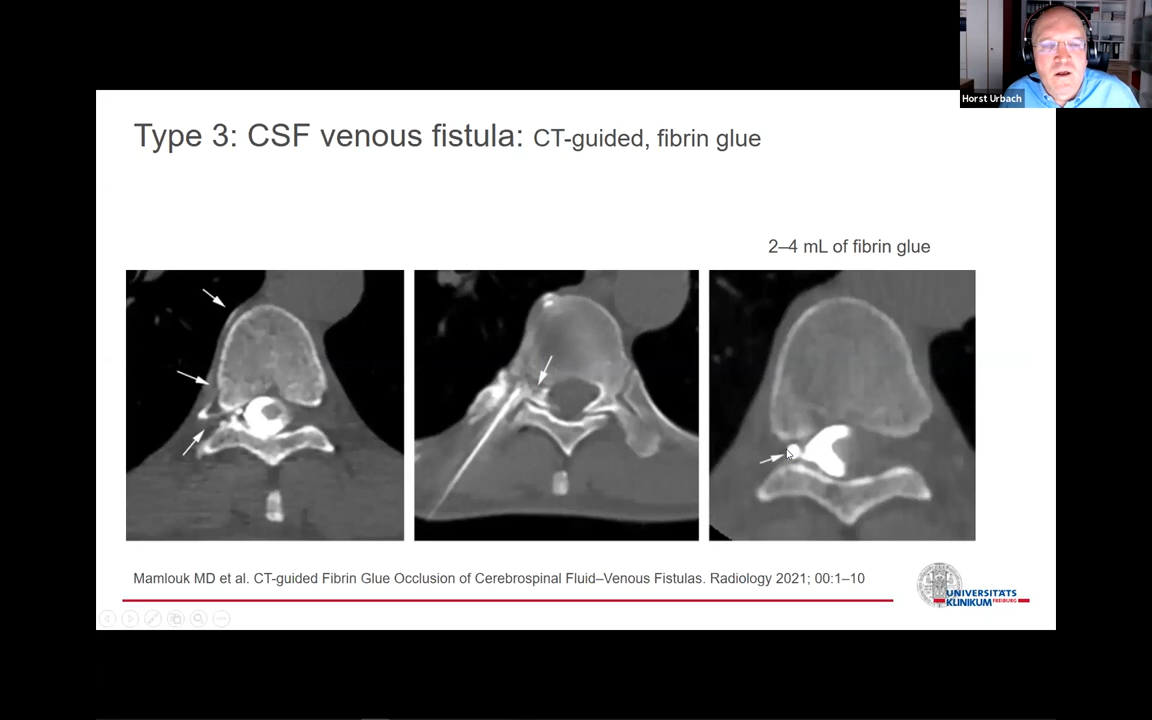 Horst Urbach
Type 3: CSF venous fistula: CT-guided, fibrin glue
2–4 mL of fibrin glue
Mamlouk MD et al. CT-guided Fibrin Glue Occlusion of Cerebrospinal Fluid–Venous Fistulas. Radiology 2021; 00:1–10
UNIVERSITÄTS
KLINIKUM FREIBURG